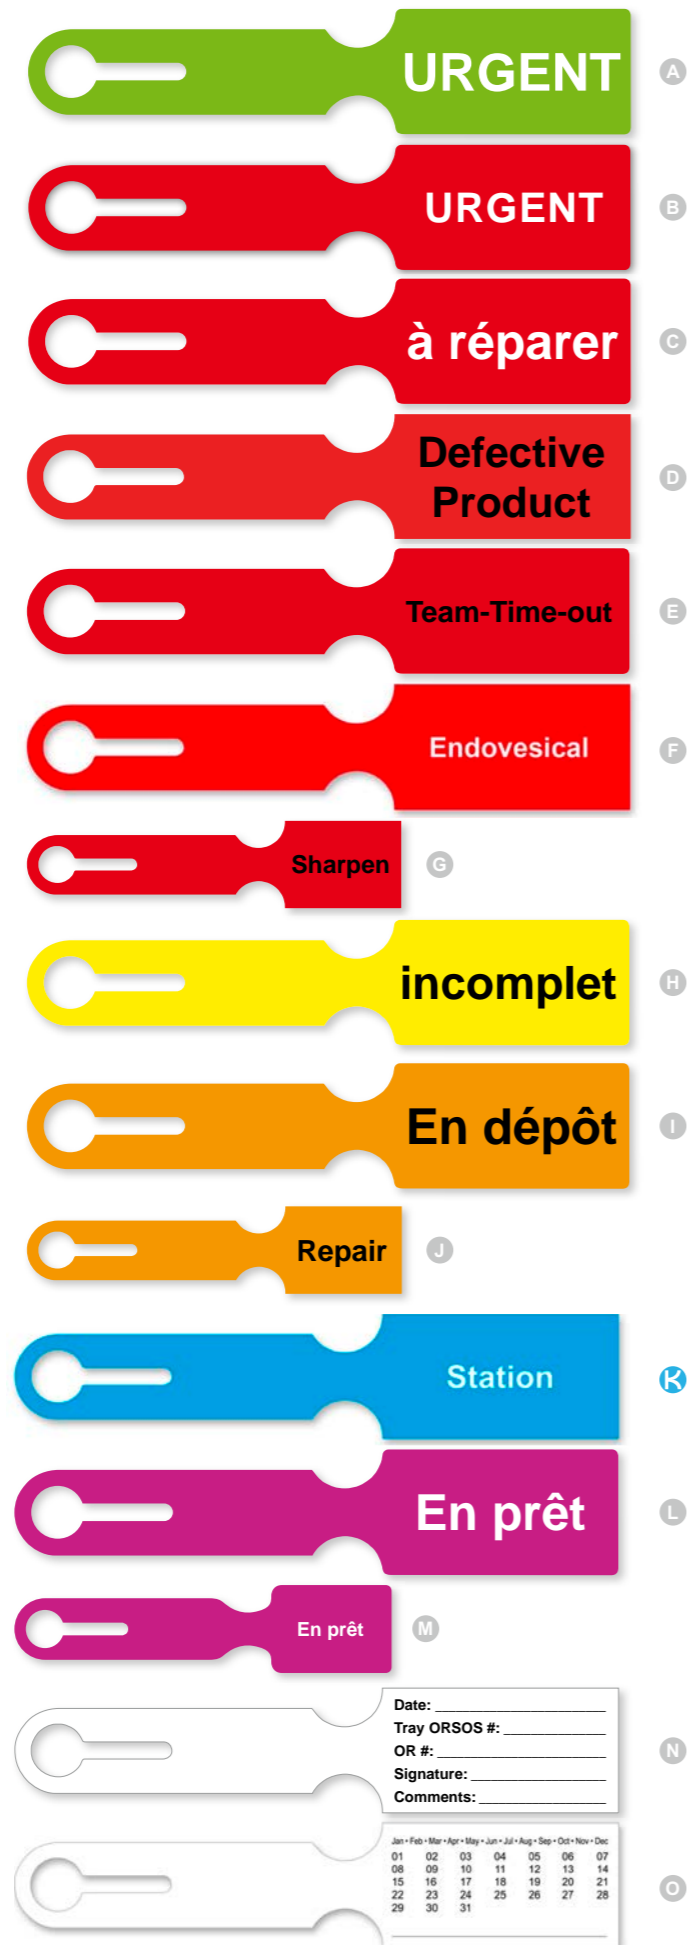 URGENT
A
URGENT
B
à réparer
C
Defective
Product
D
Team-Time-out
E
Endovesical
F
Sharpen
G
incomplet
H
En dépôt
I
Repair
J
Station
K
En prêt
L
En prêt
M
Date:
Tray ORSOS #:
OR #:
Signature:
Comments:
N
Jan • Feb • Mar • Apr • May • Jun • Jul • Aug • Sep • Oct • Nov • Dec
01 02 03 04 05 06 07
08 09 10 11 12 13 14
15 16 17 18 19 20 21
22 23 24 25 26 27 28
29 30 31
O